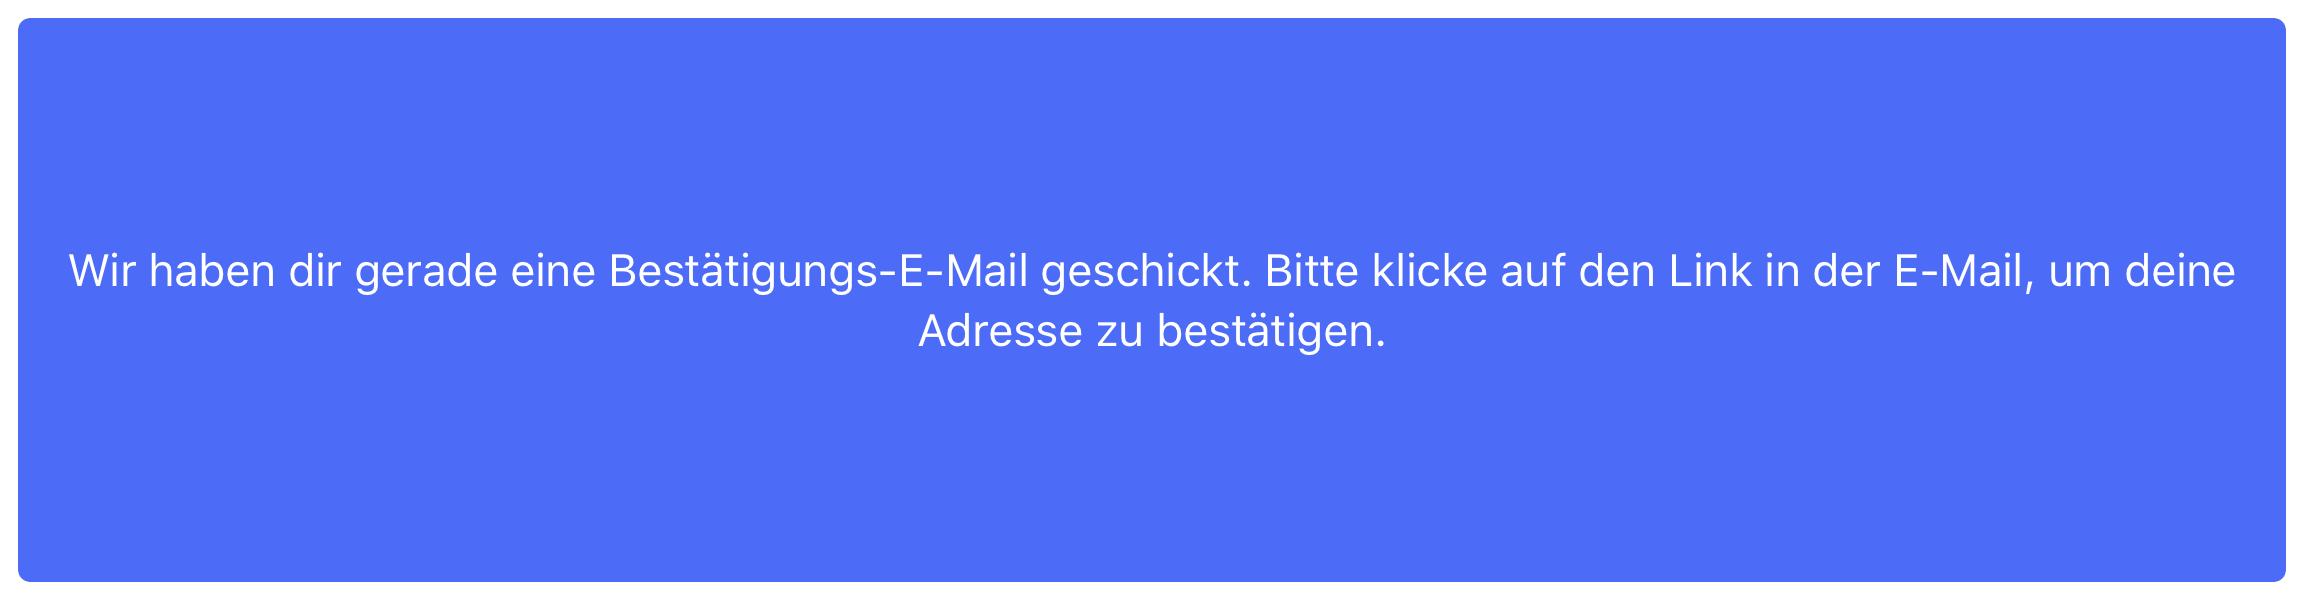 Wir haben dir gerade eine Bestätigungs-E-Mail geschickt. Bitte klicke auf den Link in der E-Mail, um deine
Adresse zu bestätigen.